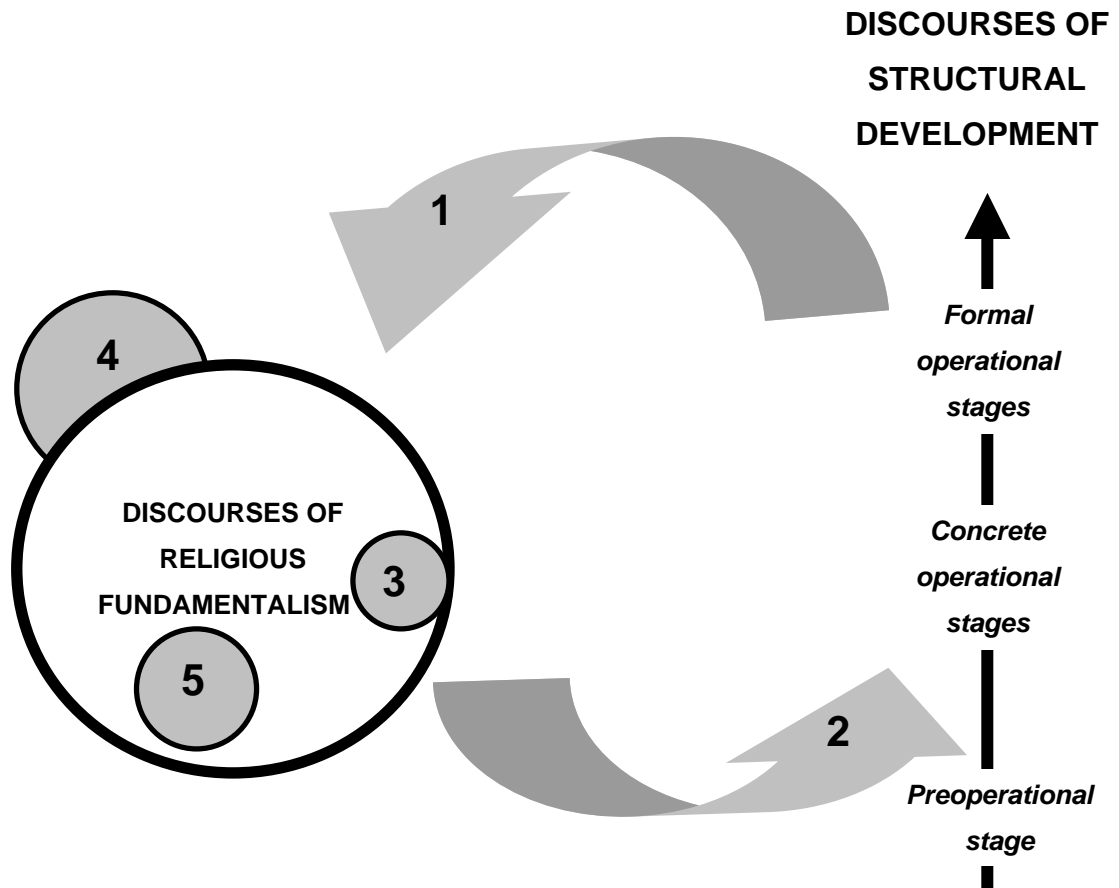 DISCOURSES OF
STRUCTURAL
DEVELOPMENT
1
Formal
operational
stages
4
DISCOURSES OF
RELIGIOUS
FUNDAMENTALISM
3
Concrete
operational
stages
5
2
Preoperational
stage